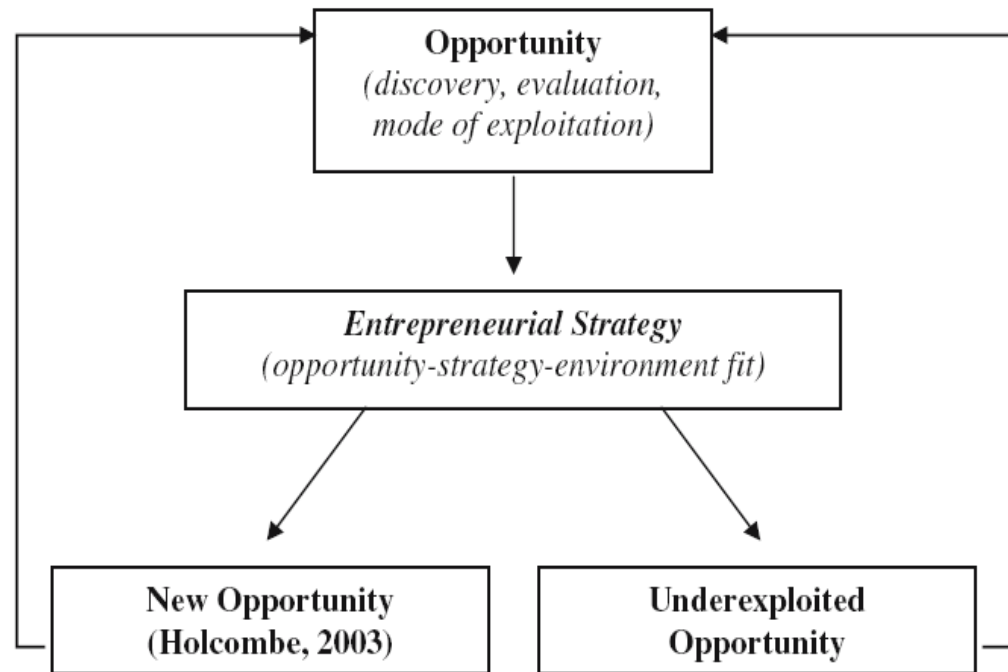 Opportunity
(discovery, evaluation,
mode of exploitation)
Entrepreneurial Strategy
(opportunity-strategy-environment fit)
New Opportunity
(Holcombe, 2003)
Underexploited
Opportunity